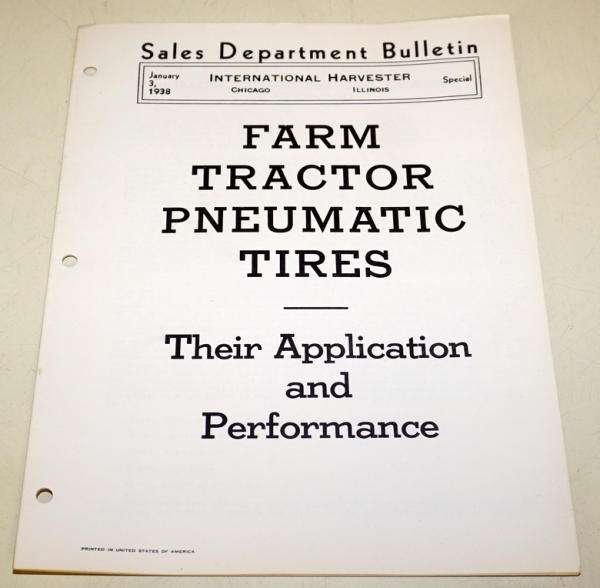 Sales Department Bulletin
January 3, 1938
INTERNATIONAL HARVESTER
CHICAGO ILLINOIS
Special
FARM
TRACTOR
PNEUMATIC
TIRES
Their Application
and
Performance
PRINTED IN UNITED STATES OF AMERICA